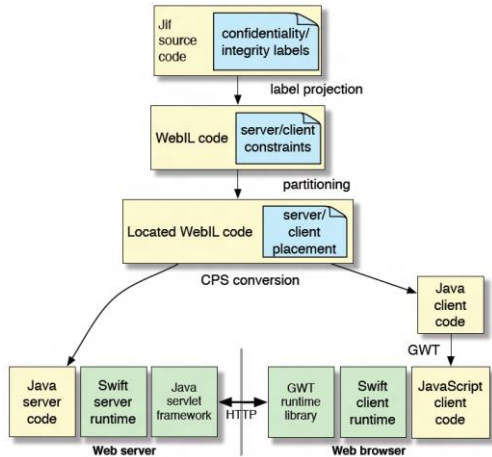 Jif
source
code
confidentiality/
integrity labels
label projection
WebIL code
server/client
constraints
partitioning
Located WebIL code
server/
client
placement
CPS conversion
Java
client
code
GWT
Java
server
code
Swift
server
runtime
Java
servlet
framework
HTTP
GWT
runtime
library
Swift
client
runtime
JavaScript
client
code
Web server
Web browser